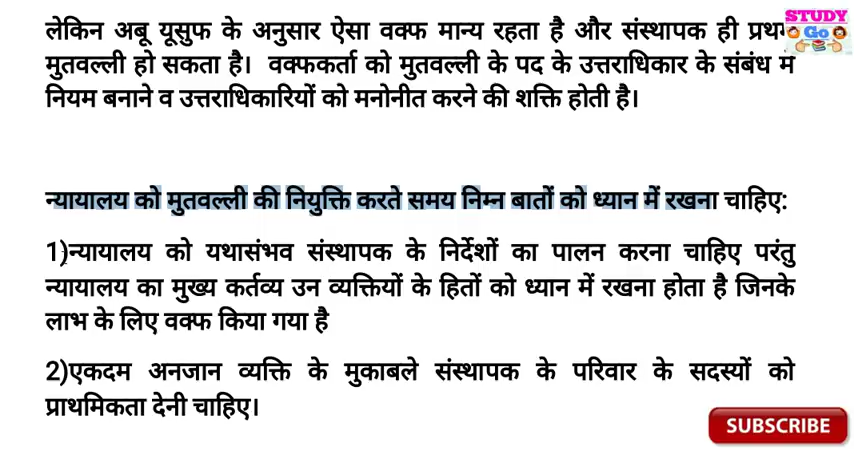 लेकिन अबू यूसुफ के अनुसार ऐसा वक्फ मान्य रहता है और संस्थापक ही प्रथम
मुतवल्ली हो सकता है। वक्फकर्ता को मुतवल्ली के पद के उत्तराधिकार के संबंध में
नियम बनाने व उत्तराधिकारियों को मनोनीत करने की शक्ति होती है।
न्यायालय को मुतवल्ली की नियुक्ति करते समय निम्न बातों को ध्यान में रखना चाहिए:
1)न्यायालय को यथासंभव संस्थापक के निर्देशों का पालन करना चाहिए परंतु
न्यायालय का मुख्य कर्तव्य उन व्यक्तियों के हितों को ध्यान में रखना होता है जिनके
लाभ के लिए वक्फ किया गया है
2)एकदम अनजान व्यक्ति के मुकाबले संस्थापक के परिवार के सदस्यों को
प्राथमिकता देनी चाहिए।
STUDY
Go
SUBSCRIBE